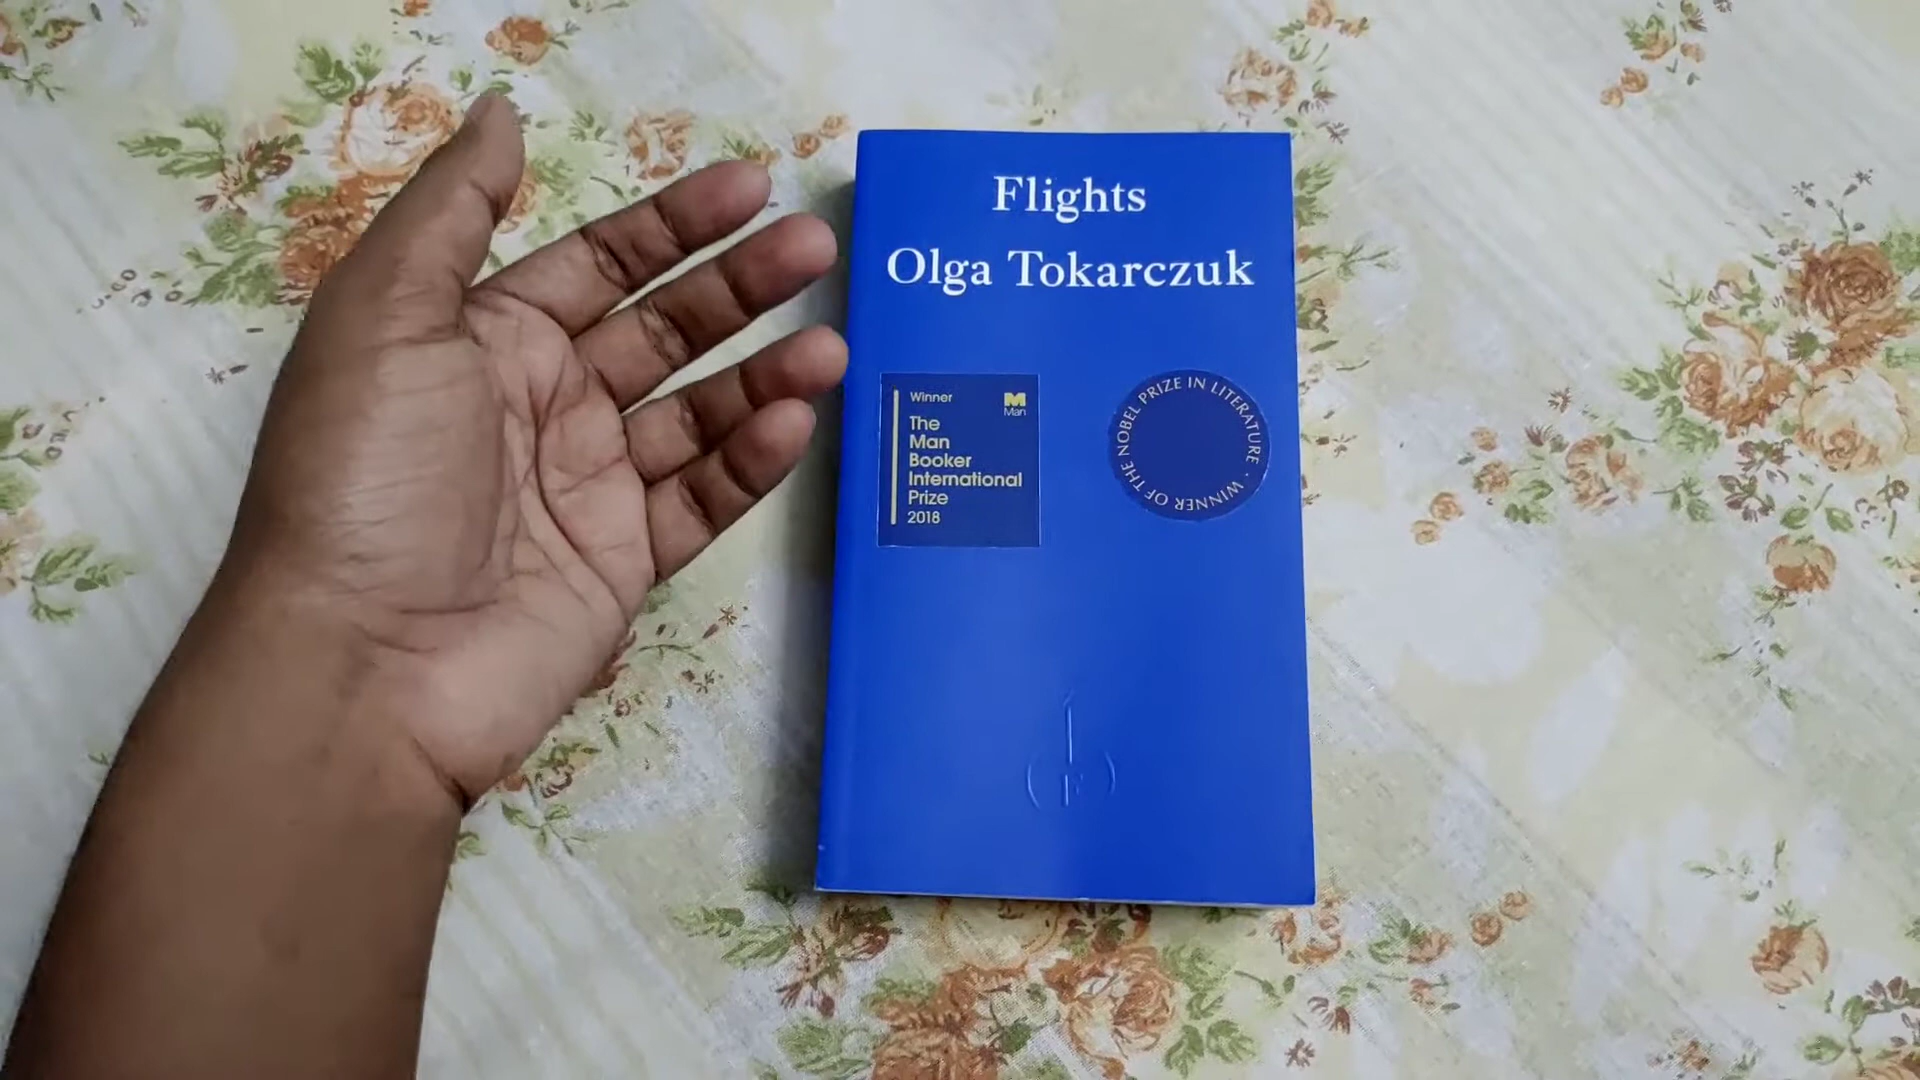 Flights
Olga Tokarczuk
Winner
M
Man
The
Man
Booker
International
Prize
2018
WINNER OF THE NOBEL PRIZE IN LITERATURE ·
F